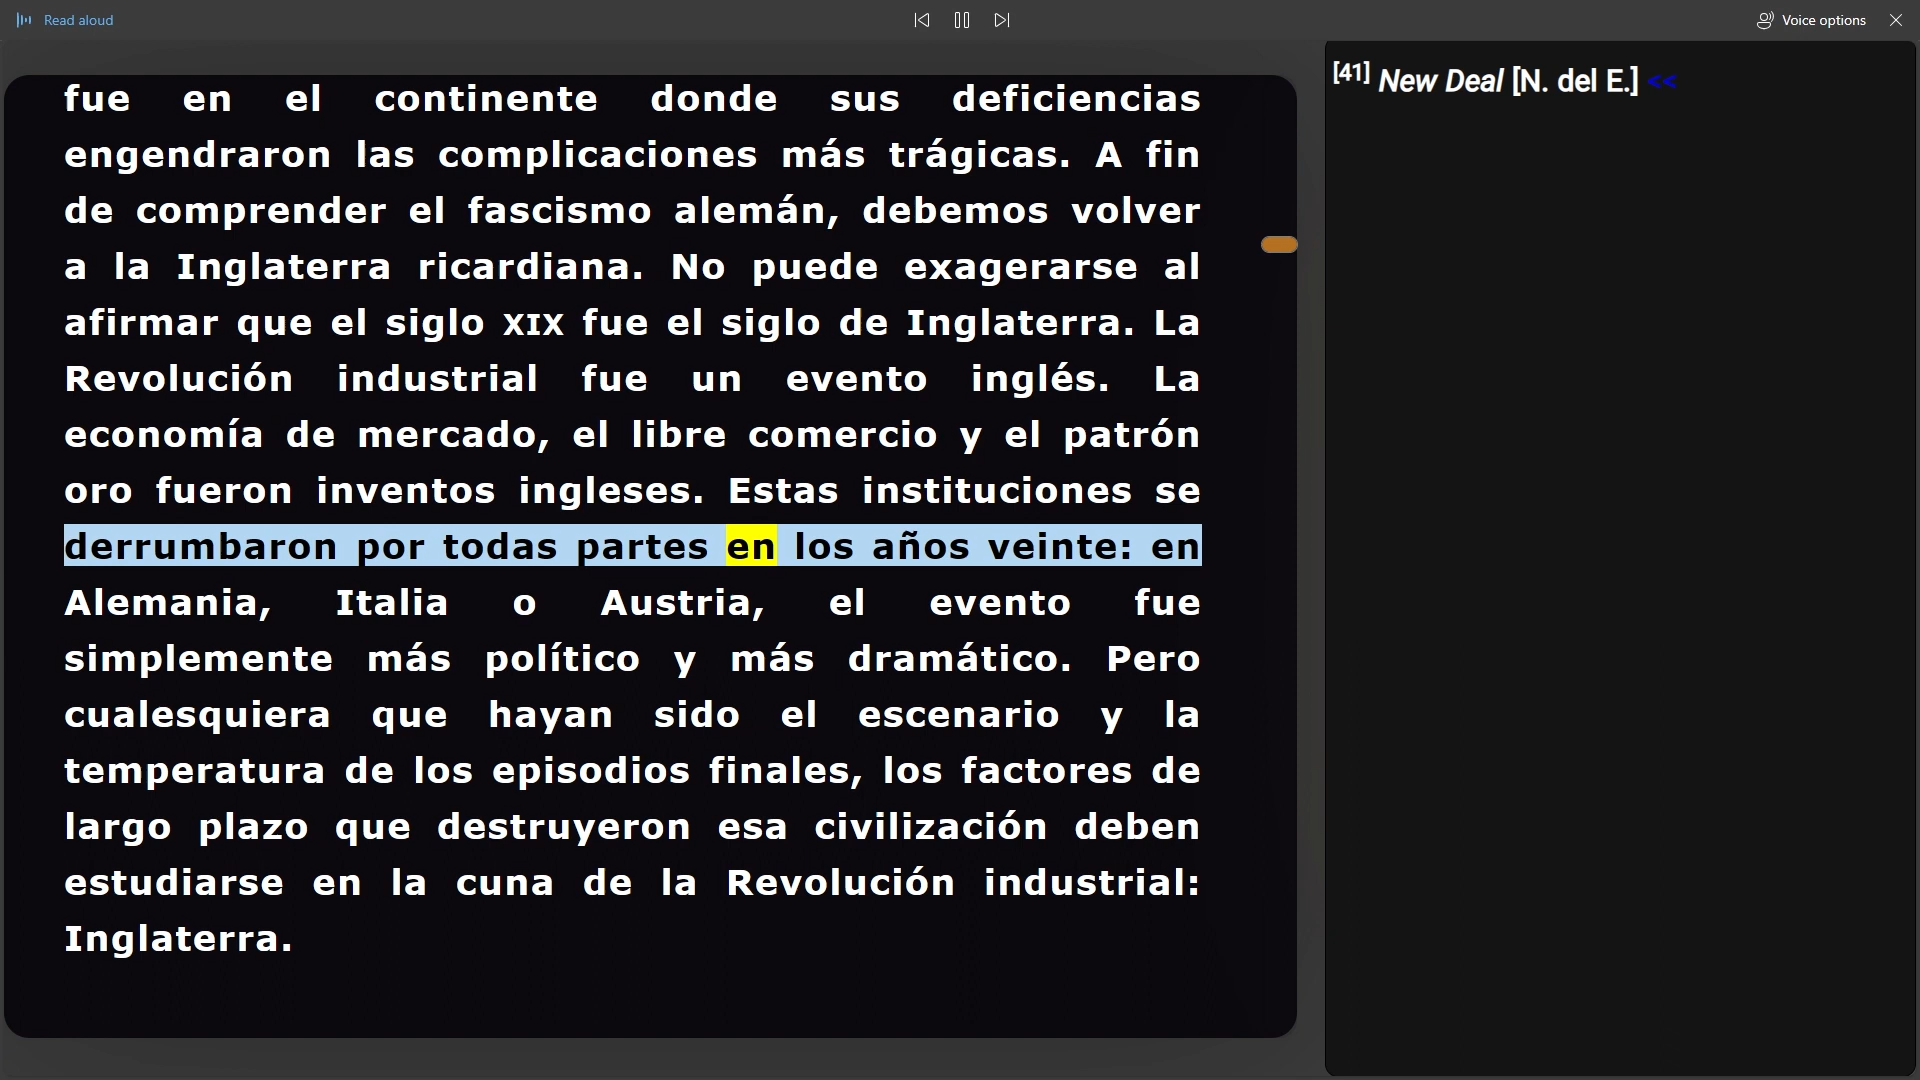 Read aloud
Voice options
fue en el continente donde sus deficiencias
engendraron las complicaciones más trágicas. A fin
de comprender el fascismo alemán, debemos volver
a la Inglaterra ricardiana. No puede exagerarse al
afirmar que el siglo XIX fue el siglo de Inglaterra. La
Revolución industrial fue un evento inglés. La
economía de mercado, el libre comercio y el patrón
oro fueron inventos ingleses. Estas instituciones se
derrumbaron por todas partes en los años veinte: en
Alemania, Italia o Austria, el evento fue
simplemente más político y más dramático. Pero
cualesquiera que hayan sido el escenario y la
temperatura de los episodios finales, los factores de
largo plazo que destruyeron esa civilización deben
estudiarse en la cuna de la Revolución industrial:
Inglaterra.
[41] New Deal [N. del E.] <<